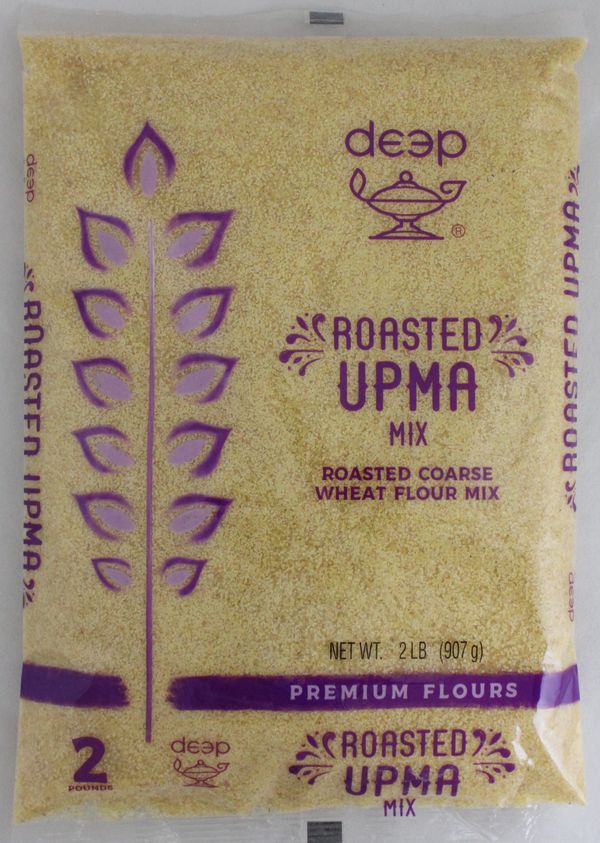 deep
®
ROASTED
UPMA
MIX
ROASTED COARSE
WHEAT FLOUR MIX
NET WT. 2 LB (907 g)
PREMIUM FLOURS
2
POUNDS
deep
ROASTED
UPMA
MIX
deep
ROASTED UPMA
ROASTED UPMA
deep